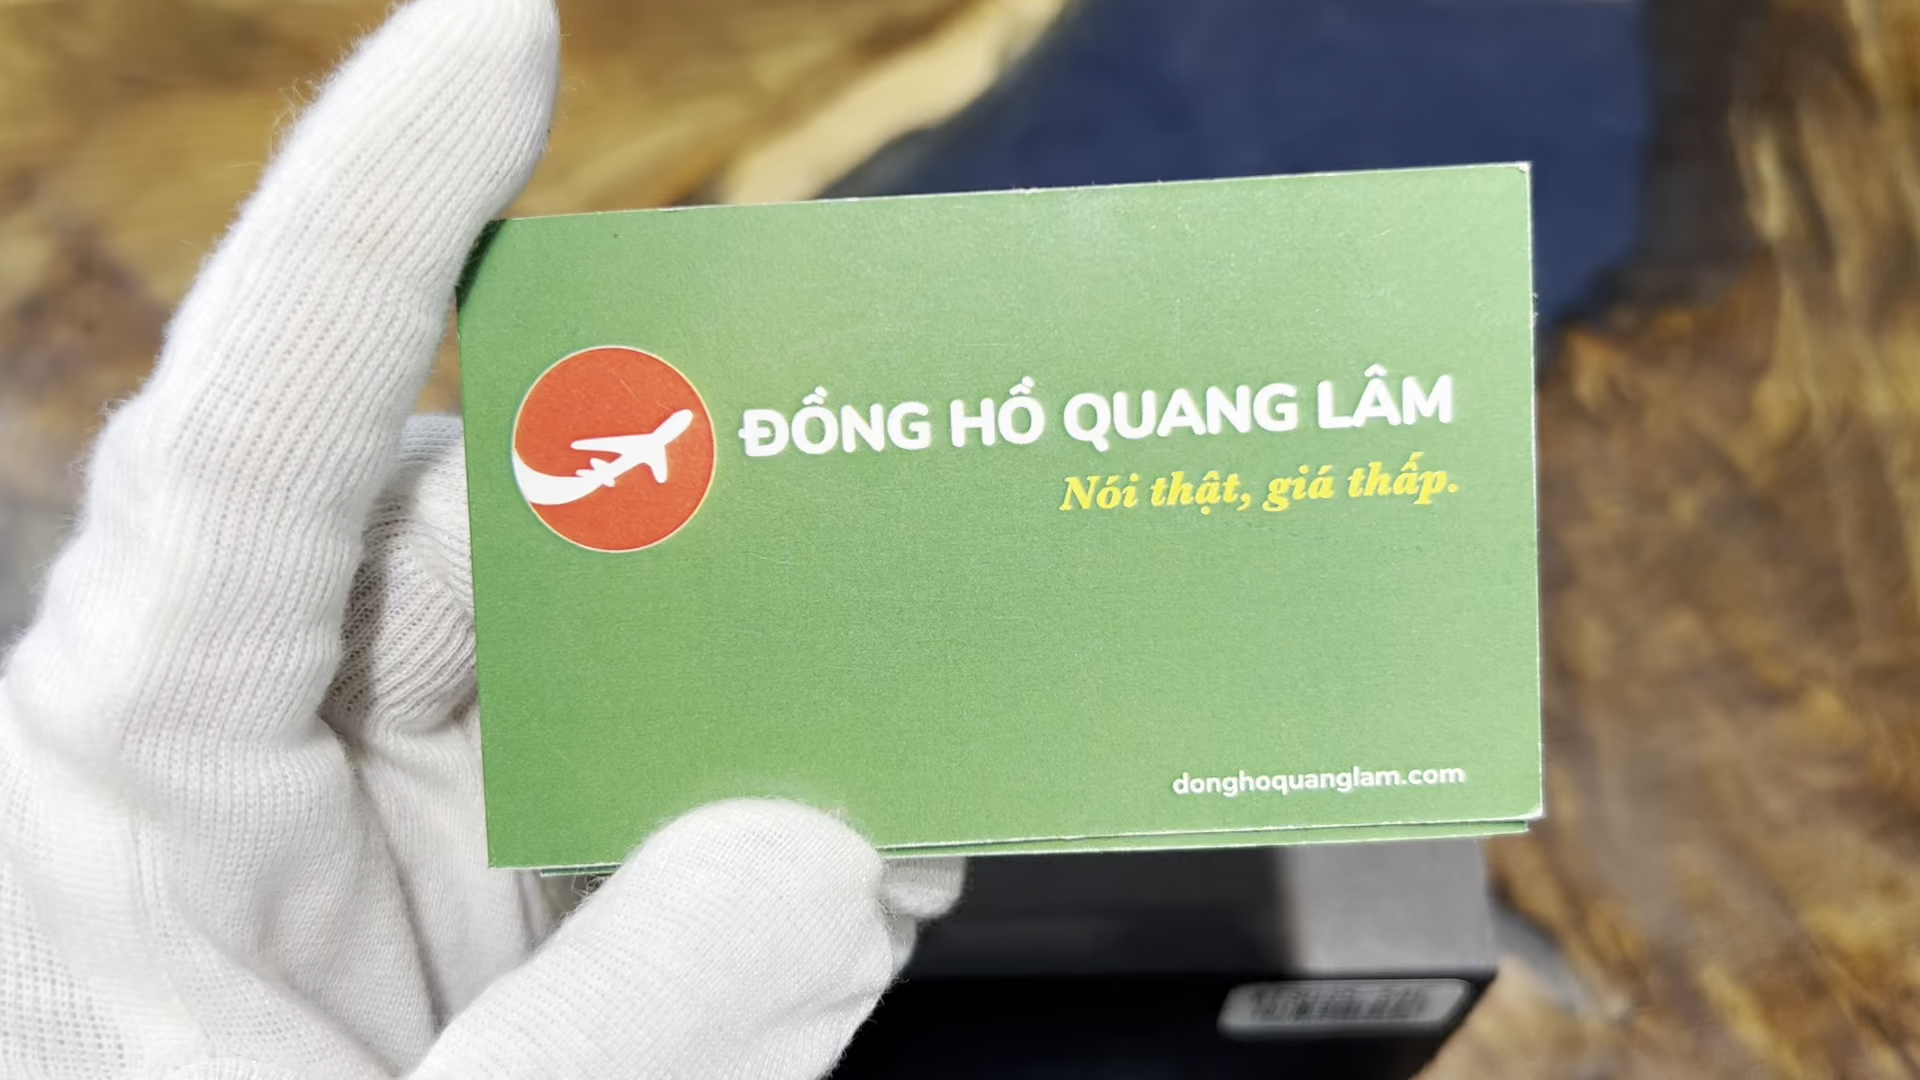 ĐỒNG HỒ QUANG LÂM
Nói thật, giá thấp.
donghoquanglam.com